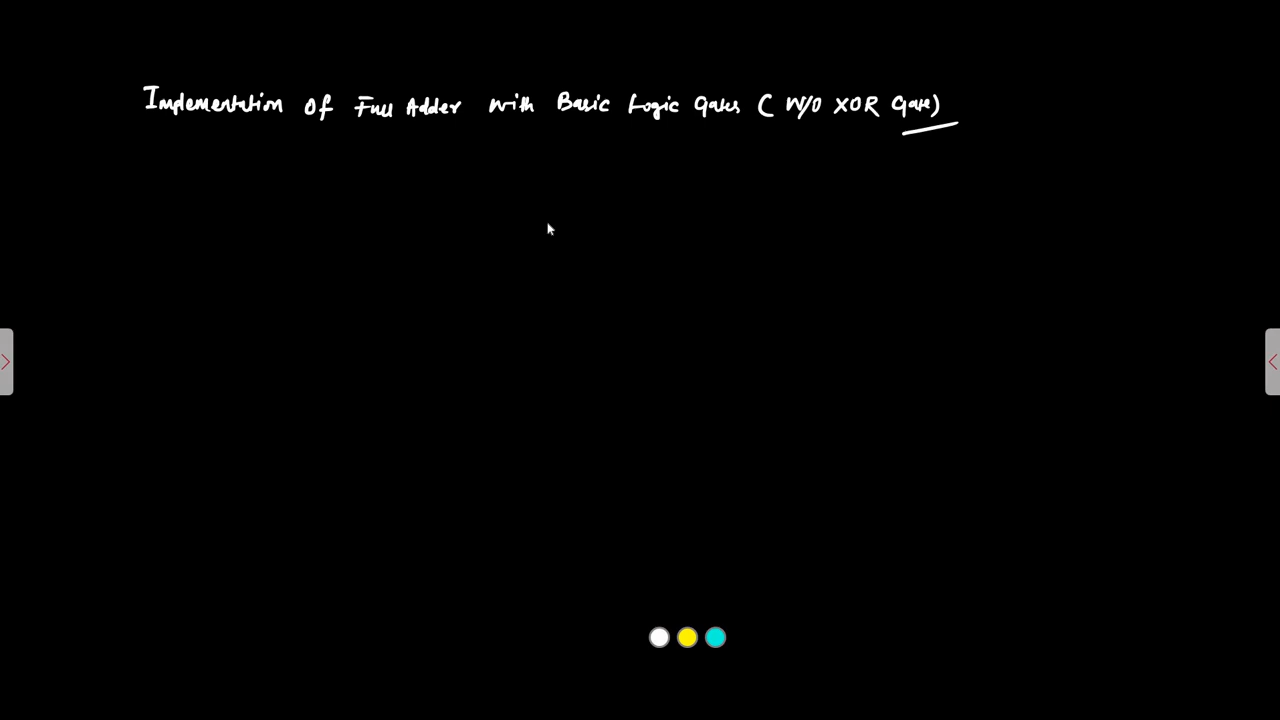 Implementation Of Full Adder with Basic Logic Gates ( W/O XOR Gate)